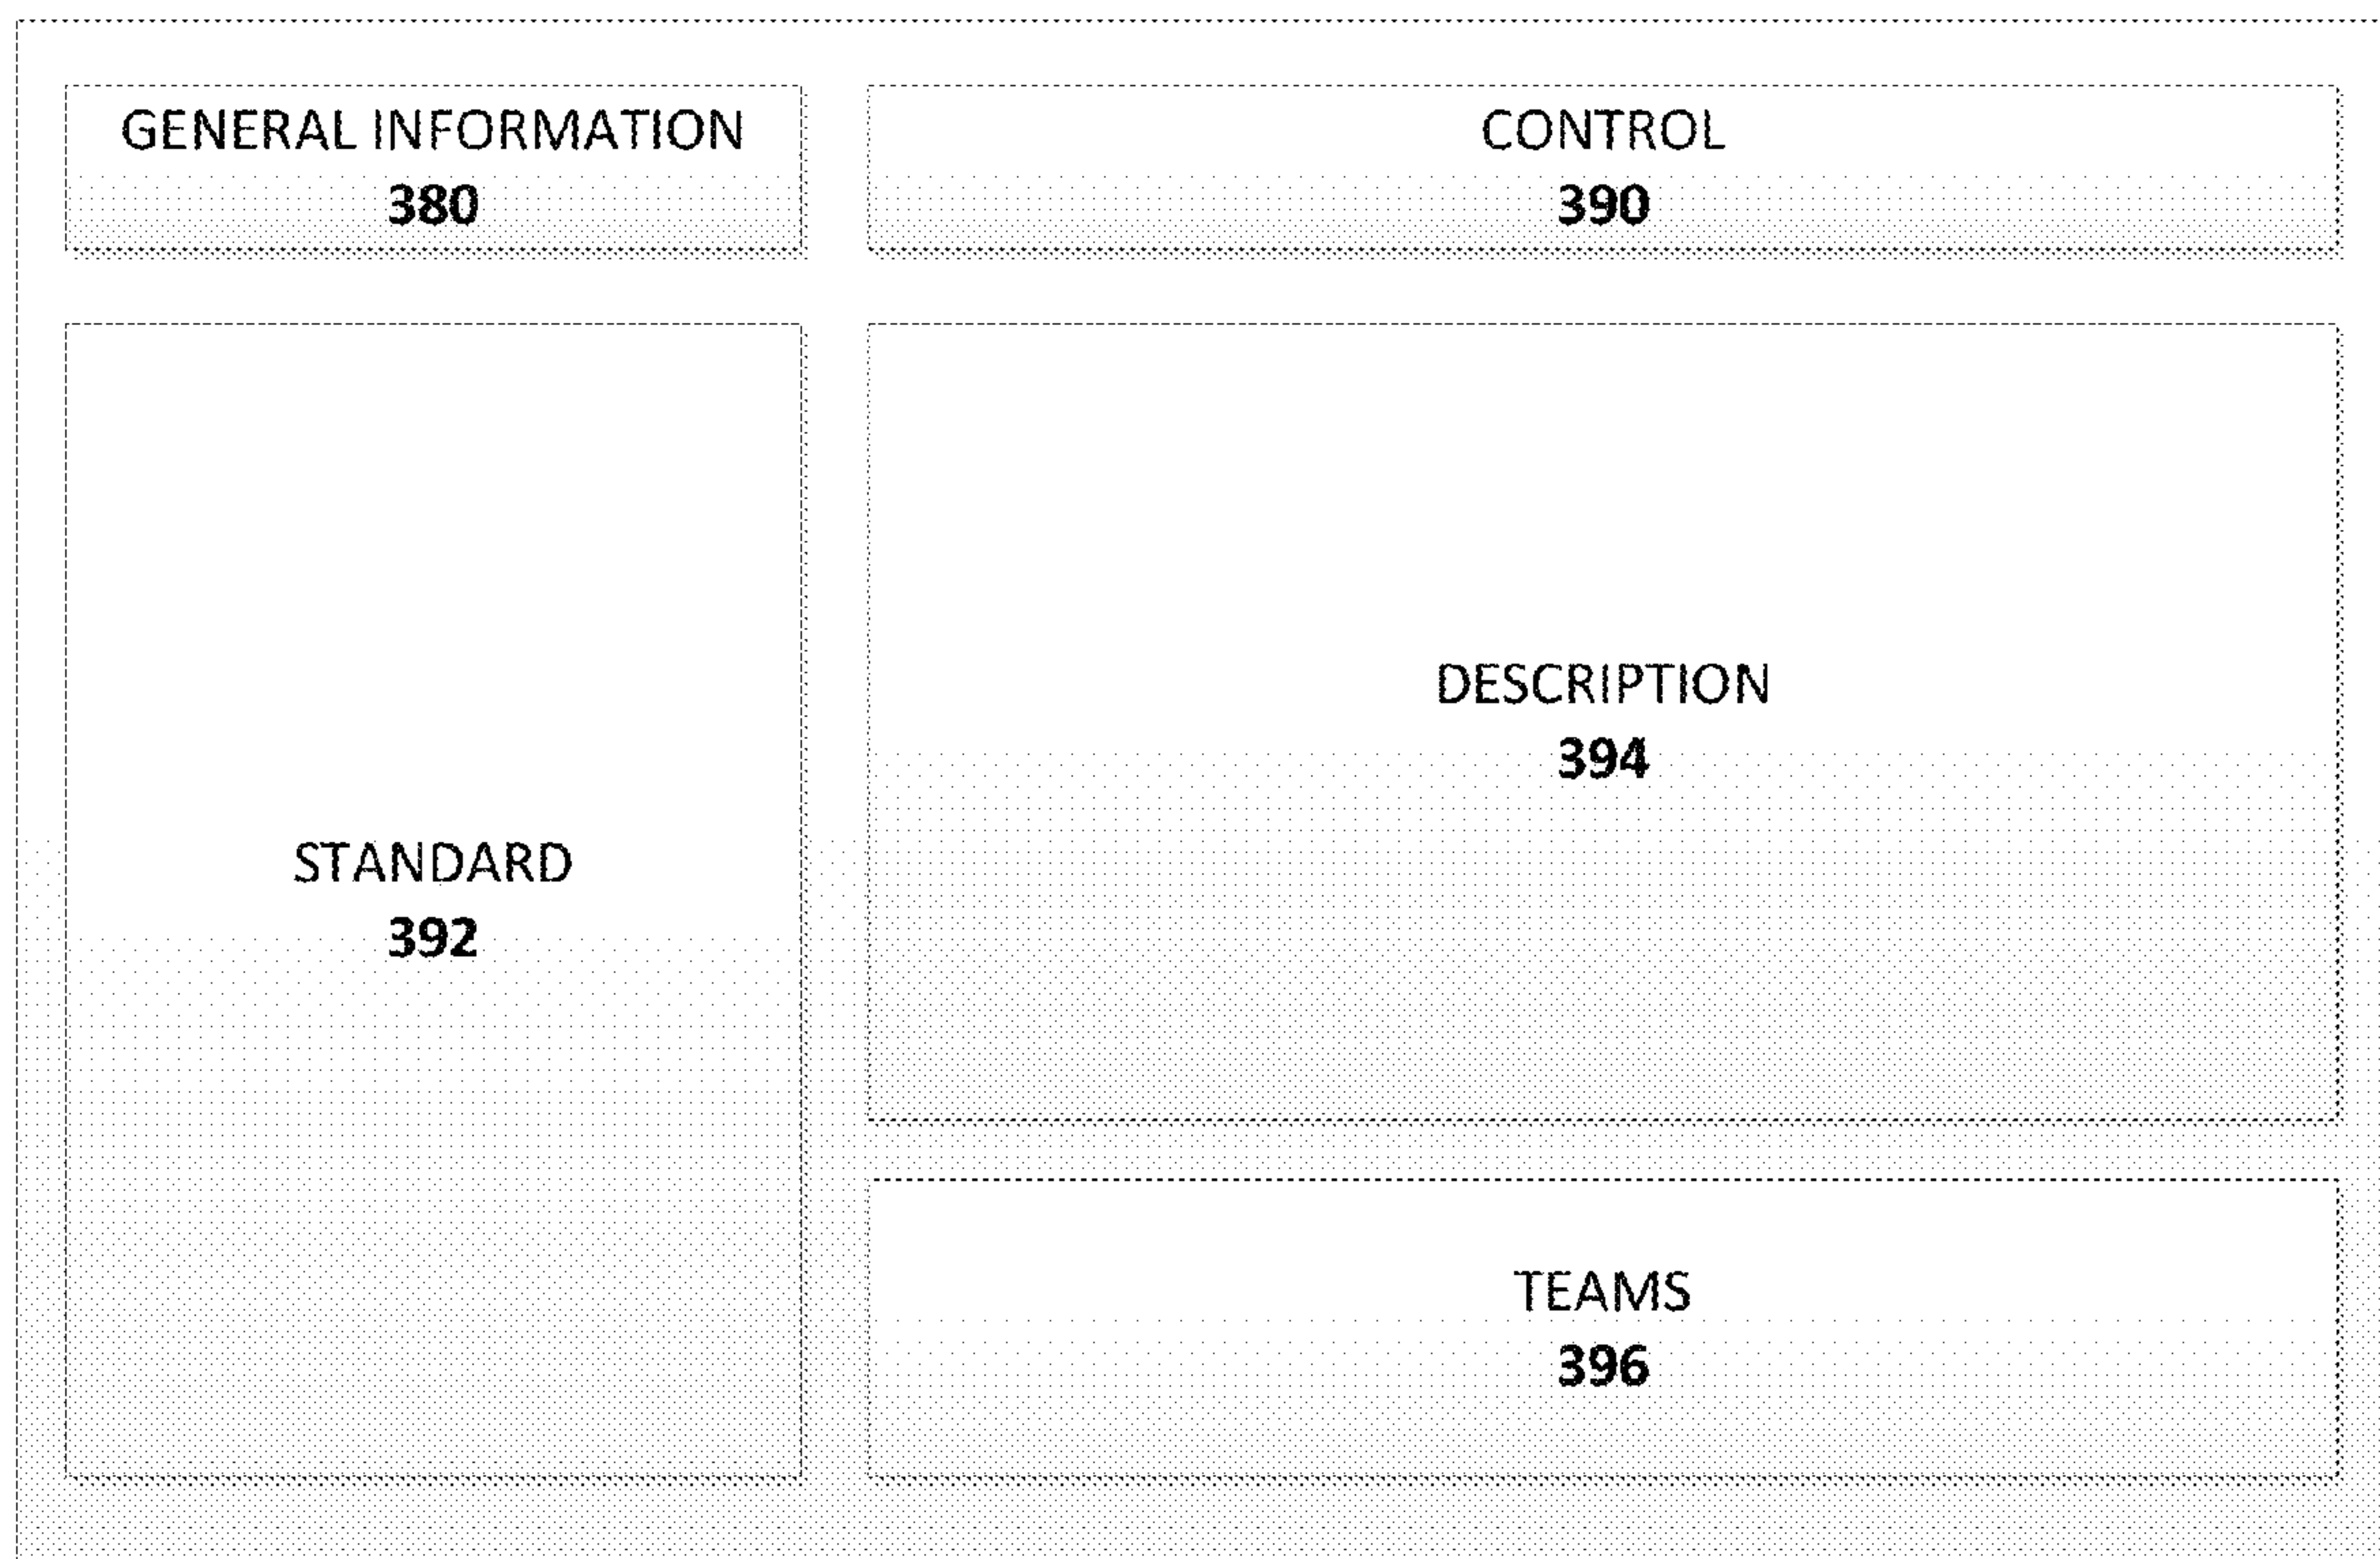 GENERAL INFORMATION
380
CONTROL
390
STANDARD
392
DESCRIPTION
394
TEAMS
396